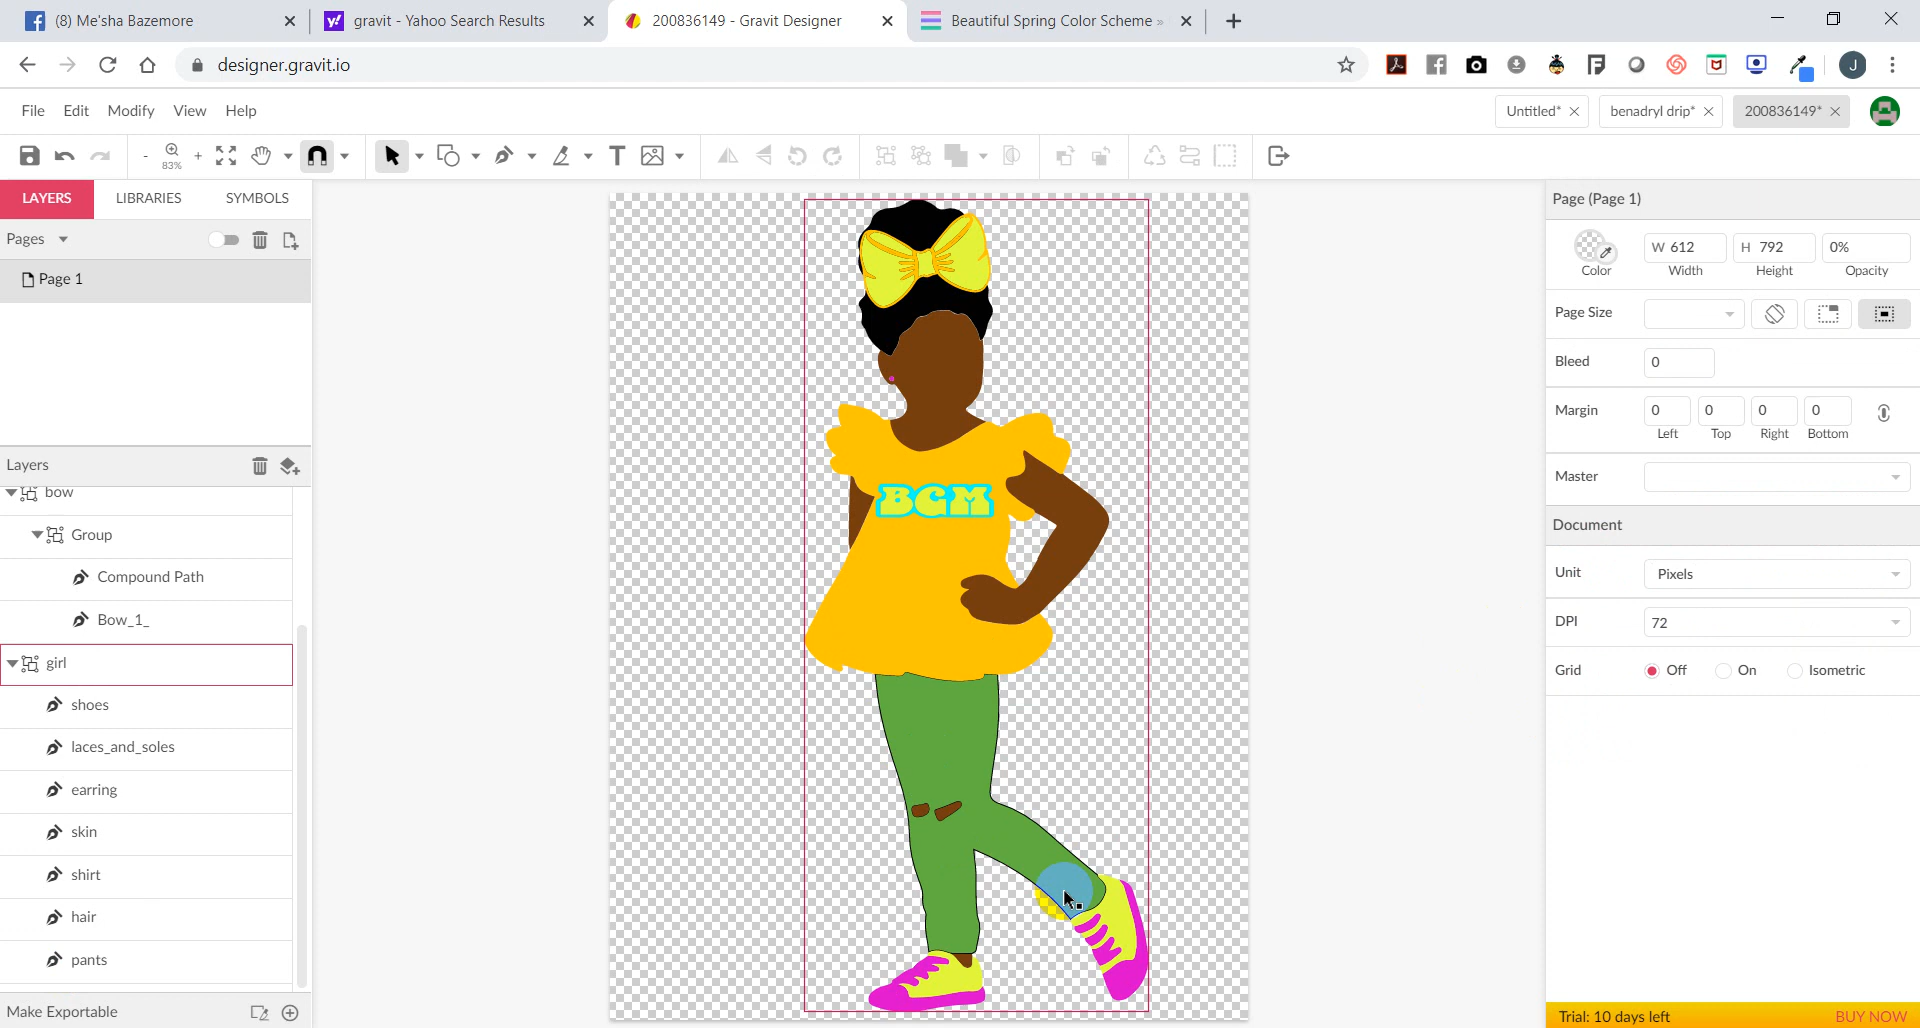 (8) Me'sha Bazemore
gravit - Yahoo Search Results
200836149 - Gravit Designer
Beautiful Spring Color Scheme »
designer.gravit.io
J
File Edit Modify View Help
Untitled*
benadryl drip*
200836149*
- 83% +
LAYERS LIBRARIES SYMBOLS
Pages
Page 1
Layers
bow
Group
Compound Path
Bow_1_
girl
shoes
laces_and_soles
earring
skin
shirt
hair
pants
Make Exportable
BGM
Page (Page 1)
W 612 H 792 0%
Color Width Height Opacity
Page Size
Bleed 0
Margin 0 0 0 0
Left Top Right Bottom
Master
Document
Unit Pixels
DPI 72
Grid Off On Isometric
Trial: 10 days left BUY NOW